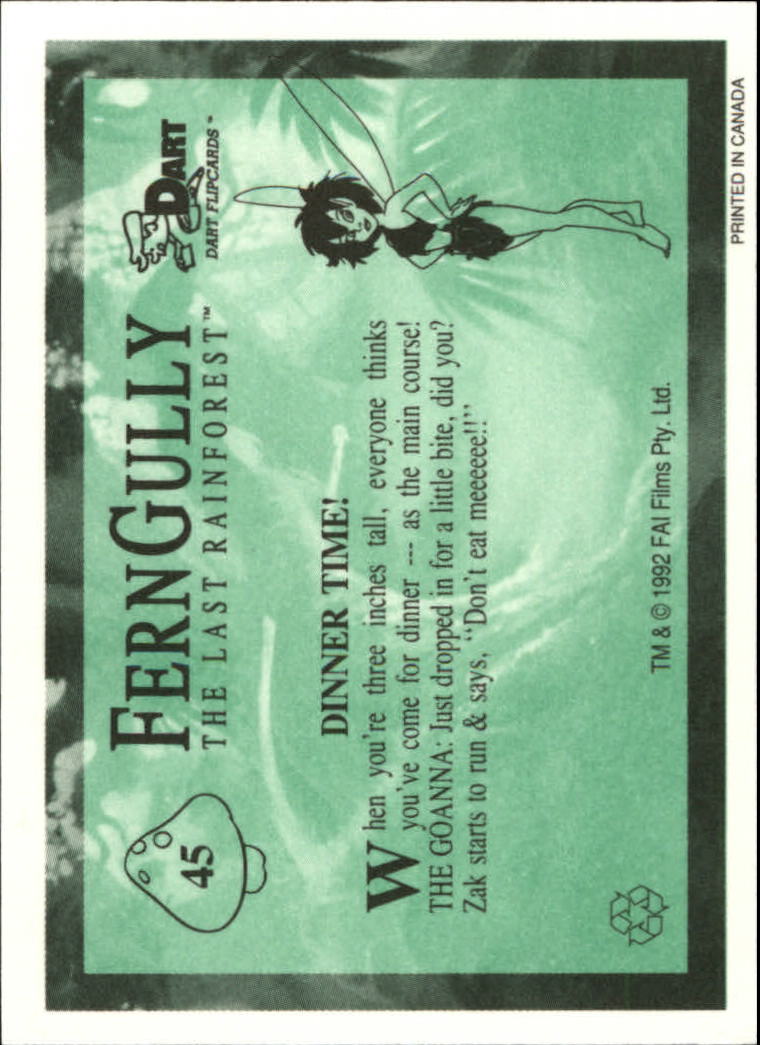 45
FERNGULLY
THE LAST RAINFOREST™
DART
DART FLIPCARDS™
DINNER TIME!
When you're three inches tall, everyone thinks
you've come for dinner --- as the main course!
THE GOANNA: Just dropped in for a little bite, did you?
Zak starts to run & says, "Don't eat meeeeee!!"
TM & © 1992 FAI Films Pty. Ltd.
PRINTED IN CANADA